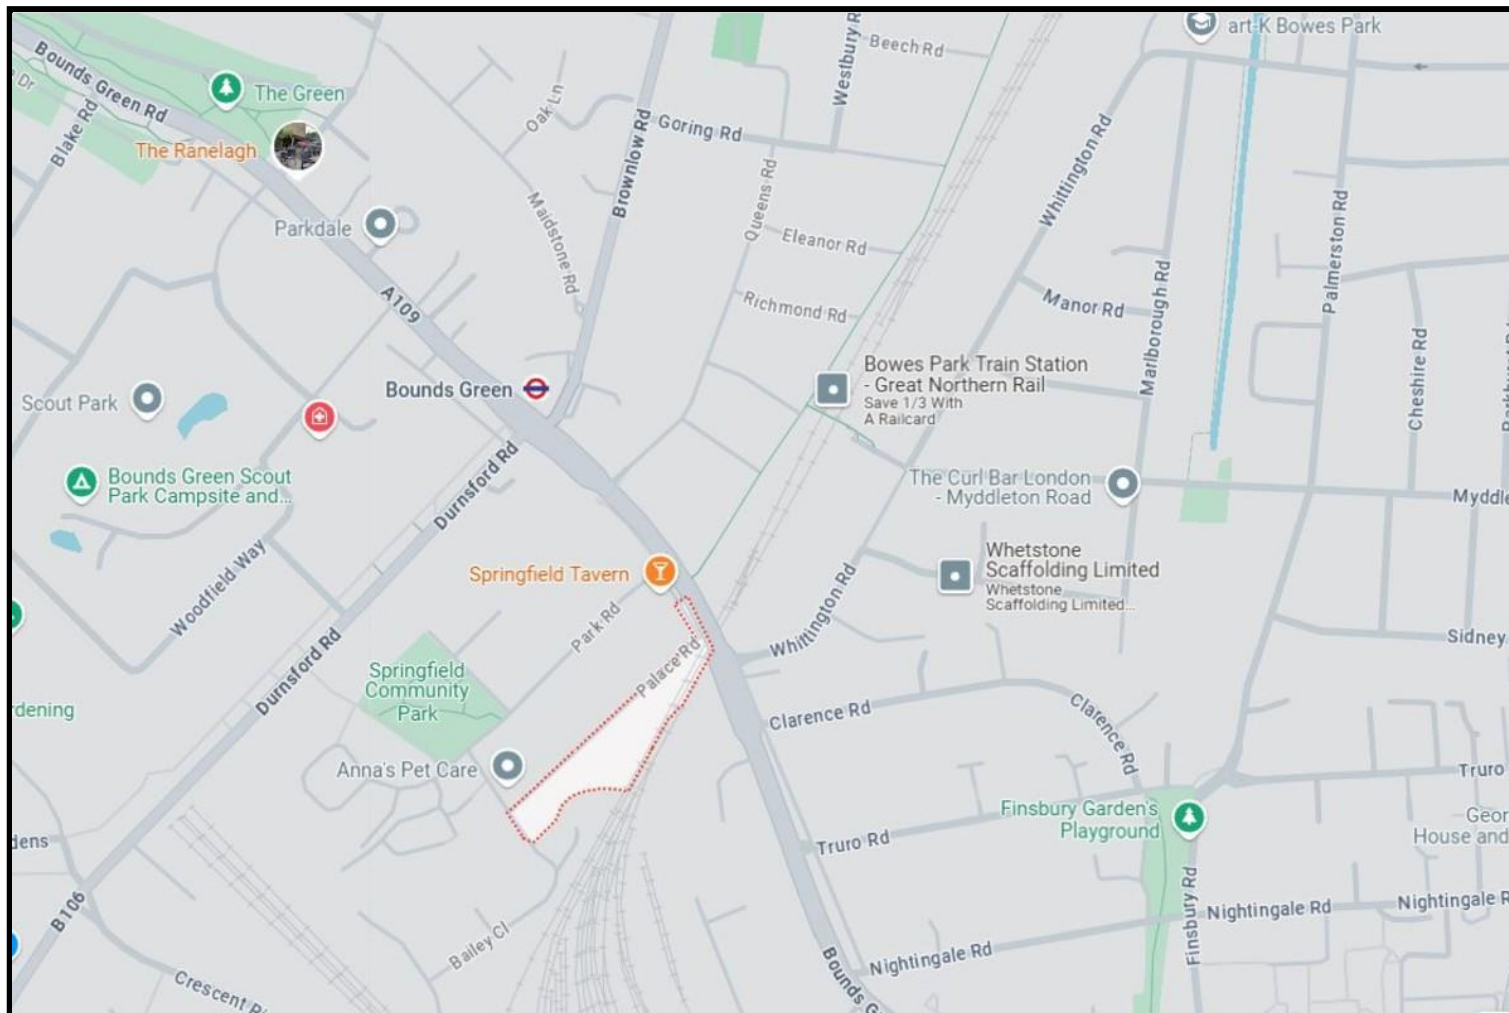 art-K Bowes Park
Westbury R
Beech Rd
Bounds Green Rd
The Green
Dr
Blake Rd
The Ranelagh
Oak Ln
Goring Rd
Brownlow Rd
Whittington Rd
Queens Rd
Maidstone Rd
Parkdale
Eleanor Rd
Palmerston Rd
Marlborough Rd
A109
Richmond Rd
Manor Rd
Cheshire Rd
Bounds Green
Bowes Park Train Station
- Great Northern Rail
Save 1/3 With
A Railcard
Scout Park
Bounds Green Scout
Park Campsite and...
Durnsford Rd
The Curl Bar London
- Myddleton Road
Myddle
Woodfield Way
Springfield Tavern
Whetstone
Scaffolding Limited
Whetstone
Scaffolding Limited...
Park Rd
Whittington Rd
Sidney
Durnsford Rd
Palace Rd
Springfield
Community
Park
rdening
Clarence Rd
Clarence Rd
Anna's Pet Care
Truro
Finsbury Garden's
Playground
Geor
House and
dens
Truro Rd
B106
Finsbury Rd
Nightingale Rd
Nightingale R
Bailey Cl
Nightingale Rd
Crescent
Bounds G